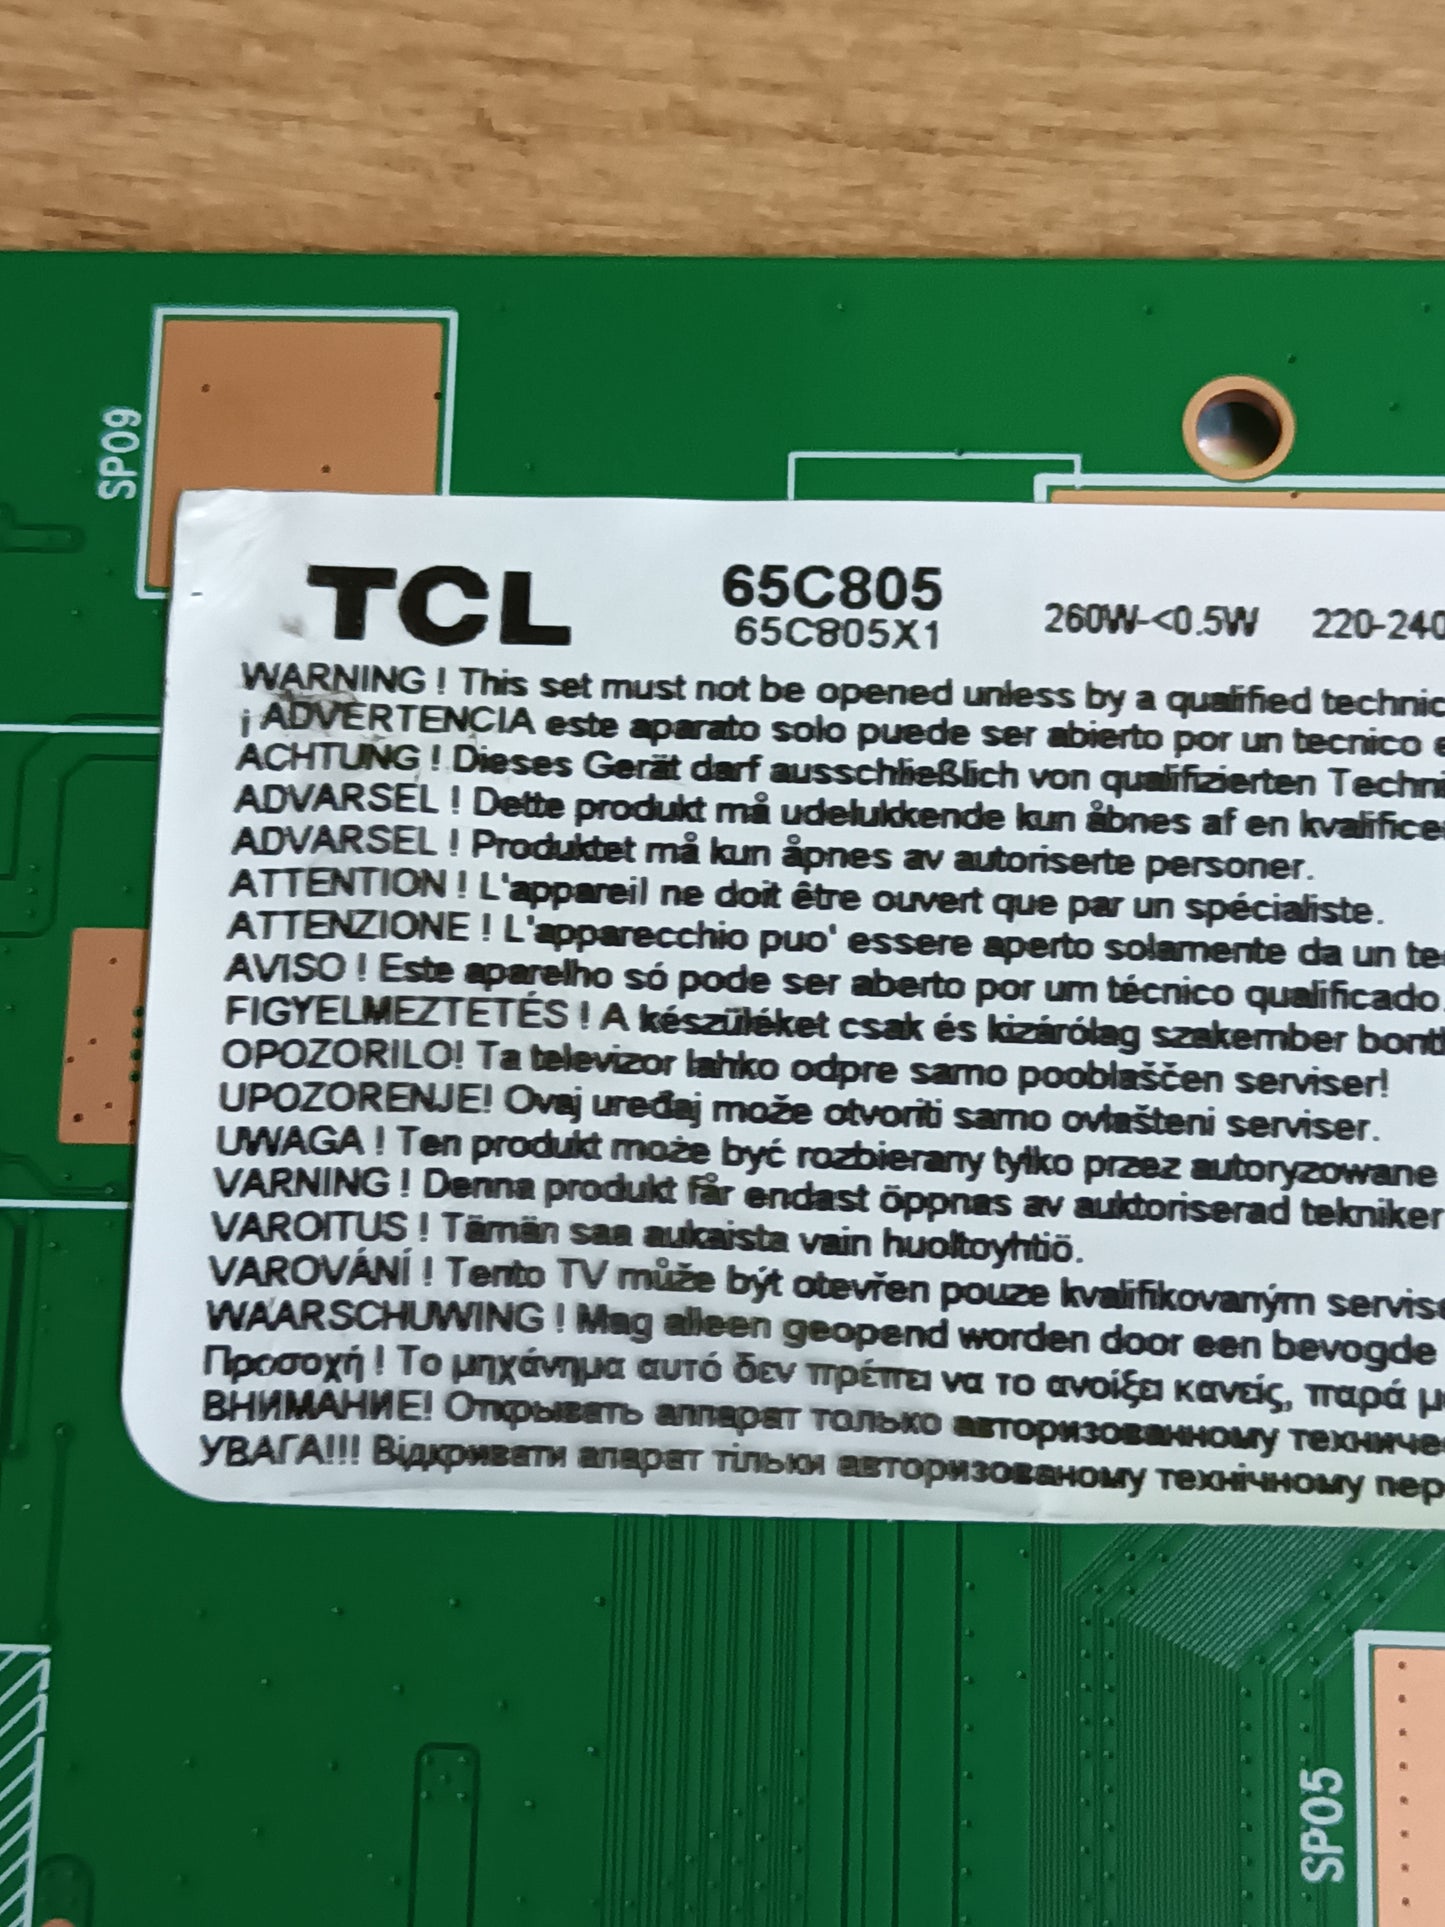 SP09
TCL 65C805 260W-<0.5W 220-240
65C805X1
WARNING ! This set must not be opened unless by a qualified technic
¡ ADVERTENCIA este aparato solo puede ser abierto por un tecnico e
ACHTUNG ! Dieses Gerät darf ausschließlich von qualifizierten Techni
ADVARSEL ! Dette produkt må udelukkende kun åbnes af en kvalifice
ADVARSEL ! Produktet må kun åpnes av autoriserte personer.
ATTENTION ! L'appareil ne doit être ouvert que par un spécialiste.
ATTENZIONE ! L'apparecchio puo' essere aperto solamente da un te
AVISO ! Este aparelho só pode ser aberto por um técnico qualificado.
FIGYELMEZTETÉS ! A készüléket csak és kizárólag szakember bonth
OPOZORILO! Ta televizor lahko odpre samo pooblaščen serviser!
UPOZORENJE! Ovaj uređaj može otvoriti samo ovlašteni serviser.
UWAGA ! Ten produkt może być rozbierany tylko przez autoryzowane
VARNING ! Denna produkt får endast öppnas av auktoriserad tekniker
VAROITUS ! Tämän saa aukaista vain huoltoyhtiö.
VAROVÁNÍ ! Tento TV může být otevřen pouze kvalifikovaným servise
WAARSCHUWING ! Mag alleen geopend worden door een bevogde
Προσοχή ! Το μηχάνημα αυτό δεν πρέπει να το ανοίξει κανείς, παρά μ
ВНИМАНИЕ! Открывать аппарат только авторизованному техниче
УВАГА!!! Відкривати апарат тільки авторизованому технічному пер
SP05